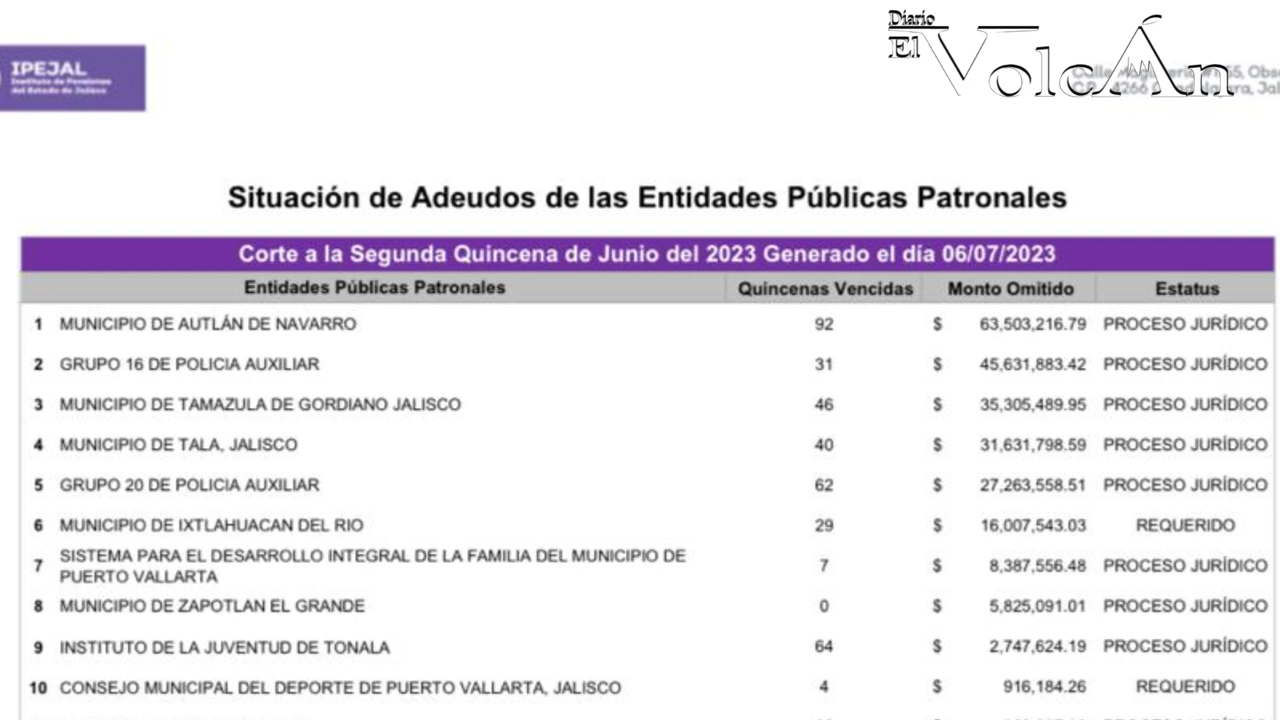 Diario
El Volcán
IPEJAL
Instituto de Pensiones
del Estado de Jalisco
Situación de Adeudos de las Entidades Públicas Patronales
Corte a la Segunda Quincena de Junio del 2023 Generado el día 06/07/2023
Entidades Públicas Patronales Quincenas Vencidas Monto Omitido Estatus
1 MUNICIPIO DE AUTLÁN DE NAVARRO 92 $ 63,503,216.79 PROCESO JURÍDICO
2 GRUPO 16 DE POLICIA AUXILIAR 31 $ 45,631,883.42 PROCESO JURÍDICO
3 MUNICIPIO DE TAMAZULA DE GORDIANO JALISCO 46 $ 35,305,489.95 PROCESO JURÍDICO
4 MUNICIPIO DE TALA, JALISCO 40 $ 31,631,798.59 PROCESO JURÍDICO
5 GRUPO 20 DE POLICIA AUXILIAR 62 $ 27,263,558.51 PROCESO JURÍDICO
6 MUNICIPIO DE IXTLAHUACAN DEL RIO 29 $ 16,007,543.03 REQUERIDO
7 SISTEMA PARA EL DESARROLLO INTEGRAL DE LA FAMILIA DEL MUNICIPIO DE
PUERTO VALLARTA 7 $ 8,387,556.48 PROCESO JURÍDICO
8 MUNICIPIO DE ZAPOTLAN EL GRANDE 0 $ 5,825,091.01 PROCESO JURÍDICO
9 INSTITUTO DE LA JUVENTUD DE TONALA 64 $ 2,747,624.19 PROCESO JURÍDICO
10 CONSEJO MUNICIPAL DEL DEPORTE DE PUERTO VALLARTA, JALISCO 4 $ 916,184.26 REQUERIDO